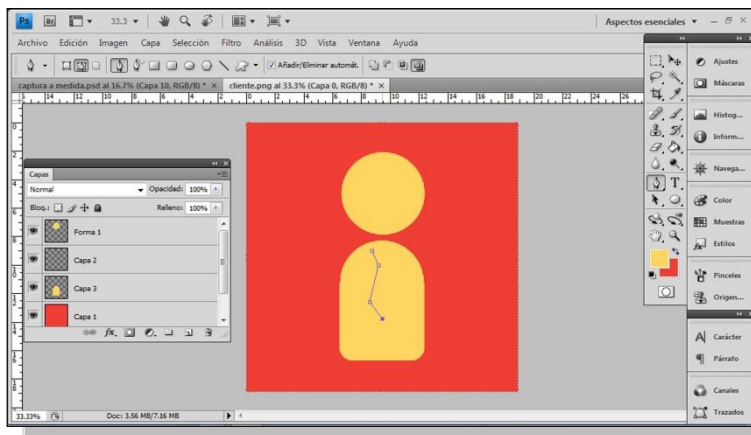 Ps Br 33.3 Aspectos esenciales
Archivo Edición Imagen Capa Selección Filtro Análisis 3D Vista Ventana Ayuda
Añadir/Eliminar automát.
captura a medida.psd al 16.7% (Capa 10, RGB/8) * × cliente.png al 33.3% (Capa 0, RGB/8) * ×
Capas
Normal Opacidad: 100%
Bloq.: Relleno: 100%
Forma 1
Capa 2
Capa 3
Capa 1
fx.
T
Ajustes
Máscaras
Histog...
Inform...
Navega...
Color
Muestras
Estilos
Pinceles
Origen...
Carácter
Párrafo
Canales
Trazados
33.33% Doc: 3.56 MB/7.16 MB